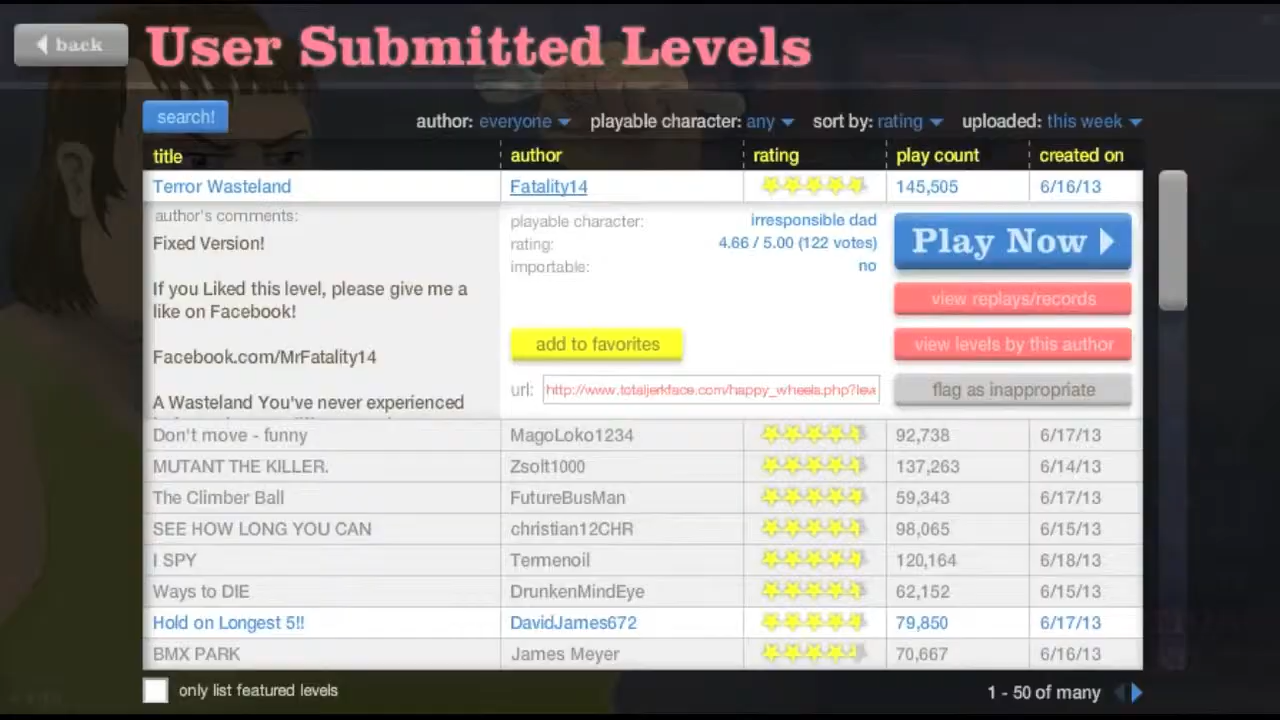 back
User Submitted Levels
search!
author: everyone playable character: any sort by: rating uploaded: this week
title author rating play count created on
Terror Wasteland Fatality14 145,505 6/16/13
author's comments:
Fixed Version!
If you Liked this level, please give me a
like on Facebook!
Facebook.com/MrFatality14
A Wasteland You've never experienced
playable character: irresponsible dad
rating: 4.66 / 5.00 (122 votes)
importable: no
add to favorites
url: http://www.totaljerkface.com/happy_wheels.php?lev
Play Now
view replays/records
view levels by this author
flag as inappropriate
Don't move - funny MagoLoko1234 92,738 6/17/13
MUTANT THE KILLER. Zsolt1000 137,263 6/14/13
The Climber Ball FutureBusMan 59,343 6/17/13
SEE HOW LONG YOU CAN christian12CHR 98,065 6/15/13
I SPY Termenoil 120,164 6/18/13
Ways to DIE DrunkenMindEye 62,152 6/15/13
Hold on Longest 5!! DavidJames672 79,850 6/17/13
BMX PARK James Meyer 70,667 6/16/13
only list featured levels
1 - 50 of many